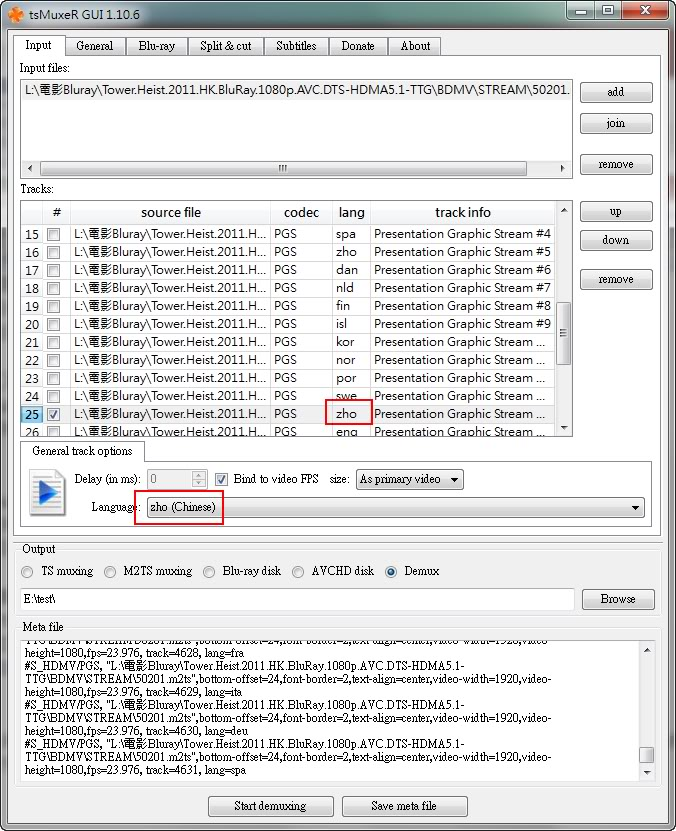 tsMuxeR GUI 1.10.6
Input General Blu-ray Split & cut Subtitles Donate About
Input files:
L:\電影Bluray\Tower.Heist.2011.HK.BluRay.1080p.AVC.DTS-HDMA5.1-TTG\BDMV\STREAM\50201.
add
join
remove
Tracks:
# source file codec lang track info
15 L:\電影Bluray\Tower.Heist.2011.H... PGS spa Presentation Graphic Stream #4
16 L:\電影Bluray\Tower.Heist.2011.H... PGS zho Presentation Graphic Stream #5
17 L:\電影Bluray\Tower.Heist.2011.H... PGS dan Presentation Graphic Stream #6
18 L:\電影Bluray\Tower.Heist.2011.H... PGS nld Presentation Graphic Stream #7
19 L:\電影Bluray\Tower.Heist.2011.H... PGS fin Presentation Graphic Stream #8
20 L:\電影Bluray\Tower.Heist.2011.H... PGS isl Presentation Graphic Stream #9
21 L:\電影Bluray\Tower.Heist.2011.H... PGS kor Presentation Graphic Stream ...
22 L:\電影Bluray\Tower.Heist.2011.H... PGS nor Presentation Graphic Stream ...
23 L:\電影Bluray\Tower.Heist.2011.H... PGS por Presentation Graphic Stream ...
24 L:\電影Bluray\Tower.Heist.2011.H... PGS swe Presentation Graphic Stream ...
25 L:\電影Bluray\Tower.Heist.2011.H... PGS zho Presentation Graphic Stream ...
26 L:\電影Bluray\Tower.Heist.2011.H... PGS eng Presentation Graphic Stream ...
up
down
remove
General track options
Delay (in ms): 0 Bind to video FPS size: As primary video
Language: zho (Chinese)
Output
TS muxing M2TS muxing Blu-ray disk AVCHD disk Demux
E:\test\ Browse
Meta file
TTG\BDMV\STREAM\50201.m2ts",bottom-offset=24,font-border=2,text-align=center,video-width=1920,video-
height=1080,fps=23.976, track=4628, lang=fra
#S_HDMV/PGS, "L:\電影Bluray\Tower.Heist.2011.HK.BluRay.1080p.AVC.DTS-HDMA5.1-
TTG\BDMV\STREAM\50201.m2ts",bottom-offset=24,font-border=2,text-align=center,video-width=1920,video-
height=1080,fps=23.976, track=4629, lang=ita
#S_HDMV/PGS, "L:\電影Bluray\Tower.Heist.2011.HK.BluRay.1080p.AVC.DTS-HDMA5.1-
TTG\BDMV\STREAM\50201.m2ts",bottom-offset=24,font-border=2,text-align=center,video-width=1920,video-
height=1080,fps=23.976, track=4630, lang=deu
#S_HDMV/PGS, "L:\電影Bluray\Tower.Heist.2011.HK.BluRay.1080p.AVC.DTS-HDMA5.1-
TTG\BDMV\STREAM\50201.m2ts",bottom-offset=24,font-border=2,text-align=center,video-width=1920,video-
height=1080,fps=23.976, track=4631, lang=spa
Start demuxing Save meta file